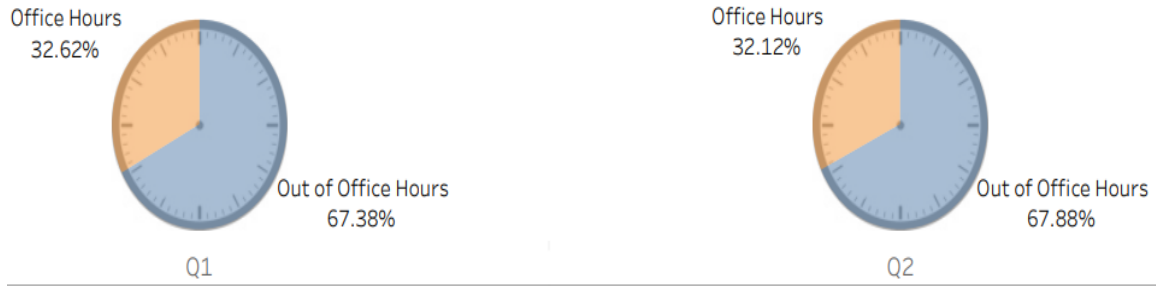 Office Hours
32.62%
Out of Office Hours
67.38%
Q1
Office Hours
32.12%
Out of Office Hours
67.88%
Q2